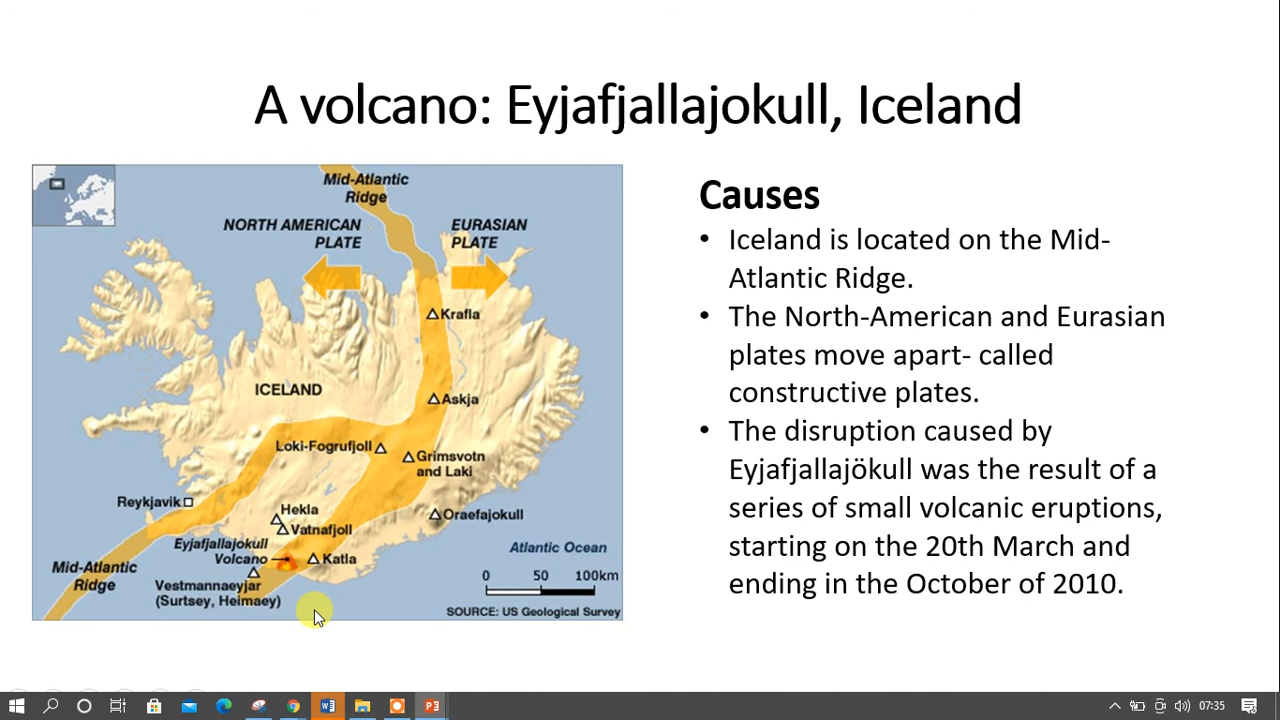 A volcano: Eyjafjallajokull, Iceland
Mid-Atlantic
Ridge
NORTH AMERICAN
PLATE
EURASIAN
PLATE
Krafla
ICELAND
Askja
Loki-Fogrufjoll
Grimsvotn
and Laki
Reykjavik
Hekla
Vatnafjoll
Oraefajokull
Eyjafjallajokull
Volcano
Katla
Atlantic Ocean
Mid-Atlantic
Ridge
Vestmannaeyjar
(Surtsey, Heimaey)
0 50 100km
SOURCE: US Geological Survey
Causes
• Iceland is located on the Mid-
Atlantic Ridge.
• The North-American and Eurasian
plates move apart- called
constructive plates.
• The disruption caused by
Eyjafjallajökull was the result of a
series of small volcanic eruptions,
starting on the 20th March and
ending in the October of 2010.
07:35